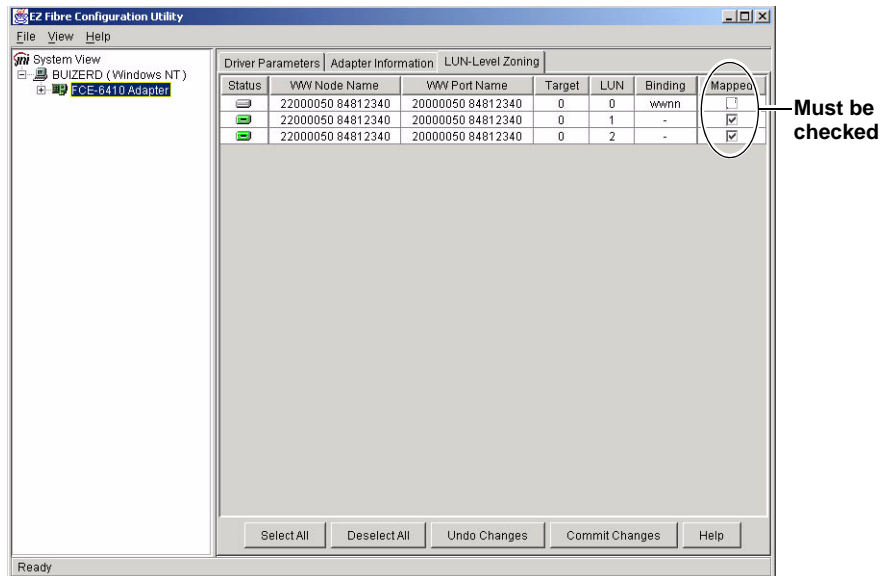 EZ Fibre Configuration Utility
File View Help
jni System View
BUIZERD (Windows NT)
FCE-6410 Adapter
Driver Parameters Adapter Information LUN-Level Zoning
Status WW Node Name WW Port Name Target LUN Binding Mapped
22000050 84812340 20000050 84812340 0 0 wwnn
22000050 84812340 20000050 84812340 0 1 -
22000050 84812340 20000050 84812340 0 2 -
Must be
checked
Select All Deselect All Undo Changes Commit Changes Help
Ready